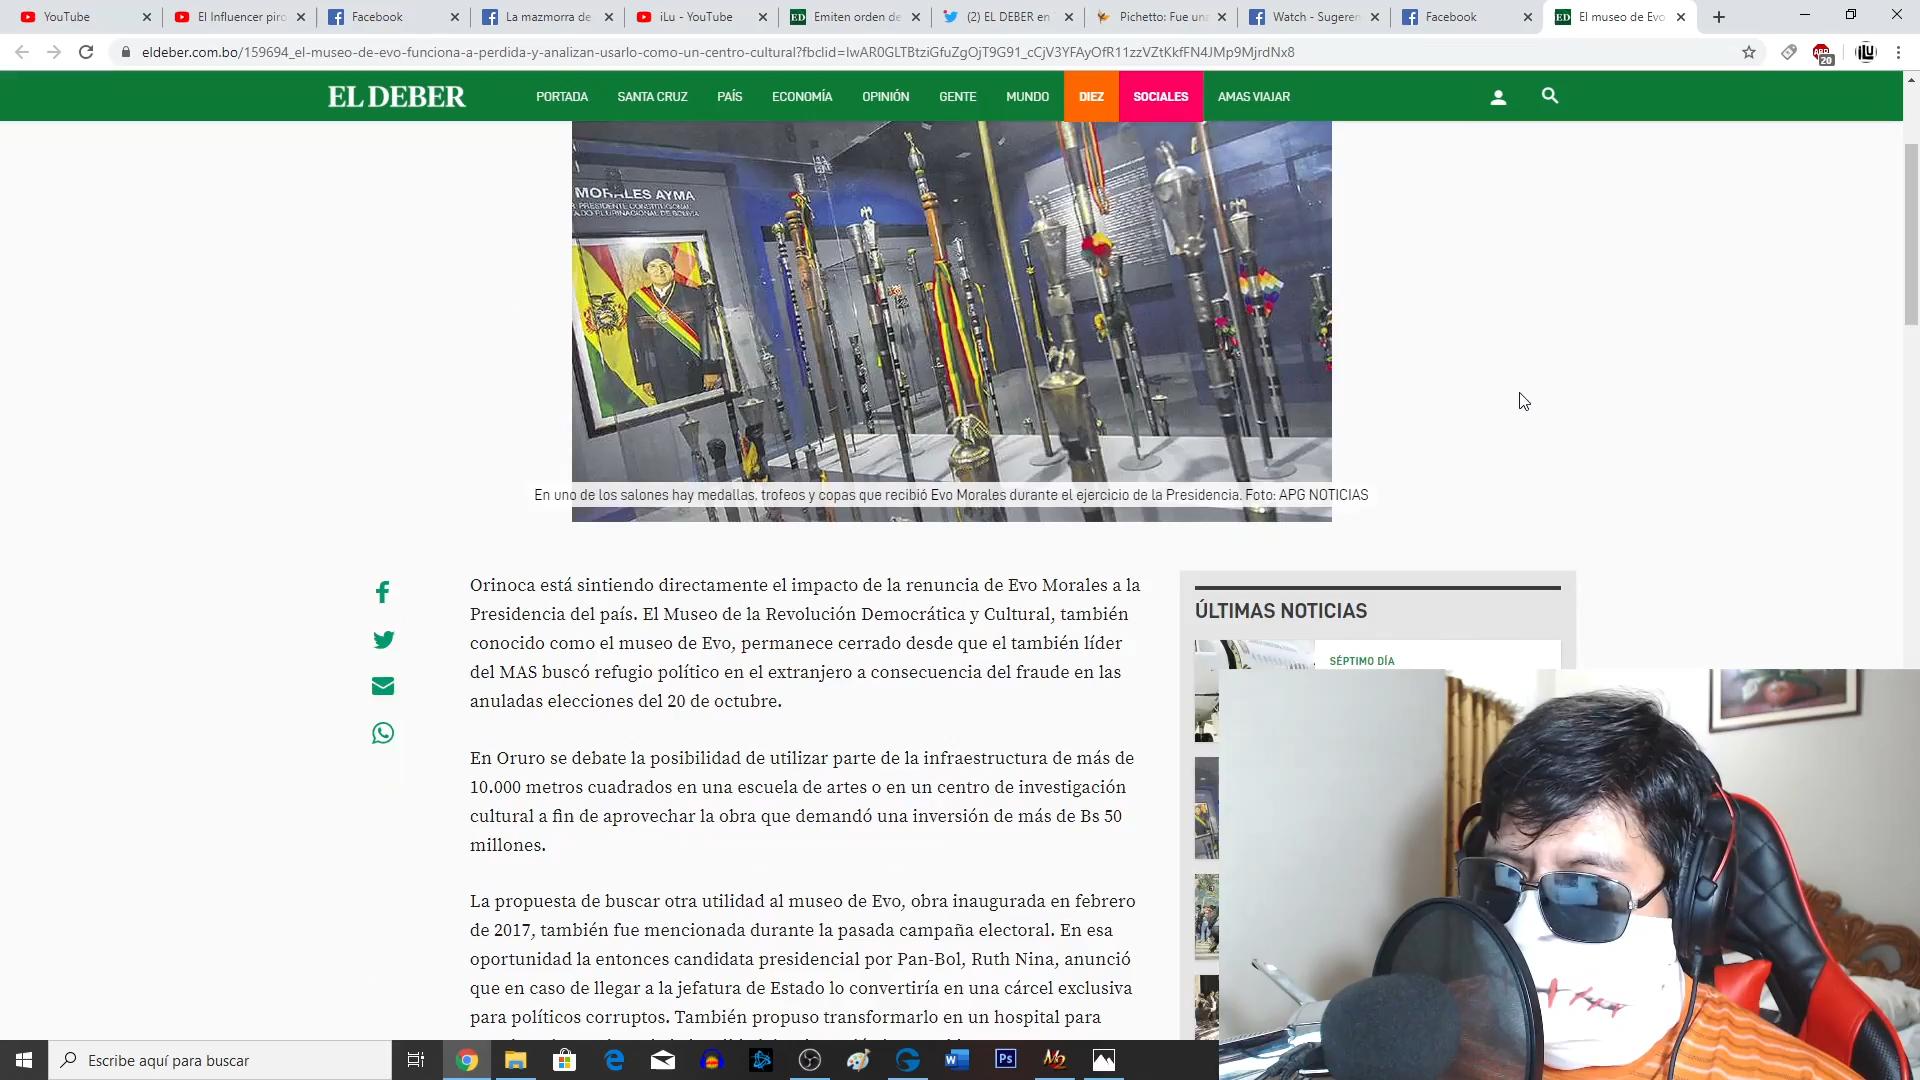 YouTube
El Influencer piro
Facebook
La mazmorra de
iLu - YouTube
Emiten orden de
(2) EL DEBER en
Pichetto: Fue una
Watch - Sugeren
Facebook
El museo de Evo
eldeber.com.bo/159694_el-museo-de-evo-funciona-a-perdida-y-analizan-usarlo-como-un-centro-cultural?fbclid=IwAR0GLTBtziGfuZgOjT9G91_cCjV3YFAyOfR11zzVZtKkfFN4JMp9MjrdNx8
20
EL DEBER
PORTADA
SANTA CRUZ
PAÍS
ECONOMÍA
OPINIÓN
GENTE
MUNDO
DIEZ
SOCIALES
AMAS VIAJAR
MORALES AYMA
PRESIDENTE CONSTITUCIONAL
En uno de los salones hay medallas, trofeos y copas que recibió Evo Morales durante el ejercicio de la Presidencia. Foto: APG NOTICIAS
Orinoca está sintiendo directamente el impacto de la renuncia de Evo Morales a la
Presidencia del país. El Museo de la Revolución Democrática y Cultural, también
conocido como el museo de Evo, permanece cerrado desde que el también líder
del MAS buscó refugio político en el extranjero a consecuencia del fraude en las
anuladas elecciones del 20 de octubre.
En Oruro se debate la posibilidad de utilizar parte de la infraestructura de más de
10.000 metros cuadrados en una escuela de artes o en un centro de investigación
cultural a fin de aprovechar la obra que demandó una inversión de más de Bs 50
millones.
La propuesta de buscar otra utilidad al museo de Evo, obra inaugurada en febrero
de 2017, también fue mencionada durante la pasada campaña electoral. En esa
oportunidad la entonces candidata presidencial por Pan-Bol, Ruth Nina, anunció
que en caso de llegar a la jefatura de Estado lo convertiría en una cárcel exclusiva
para políticos corruptos. También propuso transformarlo en un hospital para
ÚLTIMAS NOTICIAS
SÉPTIMO DÍA
Escribe aquí para buscar